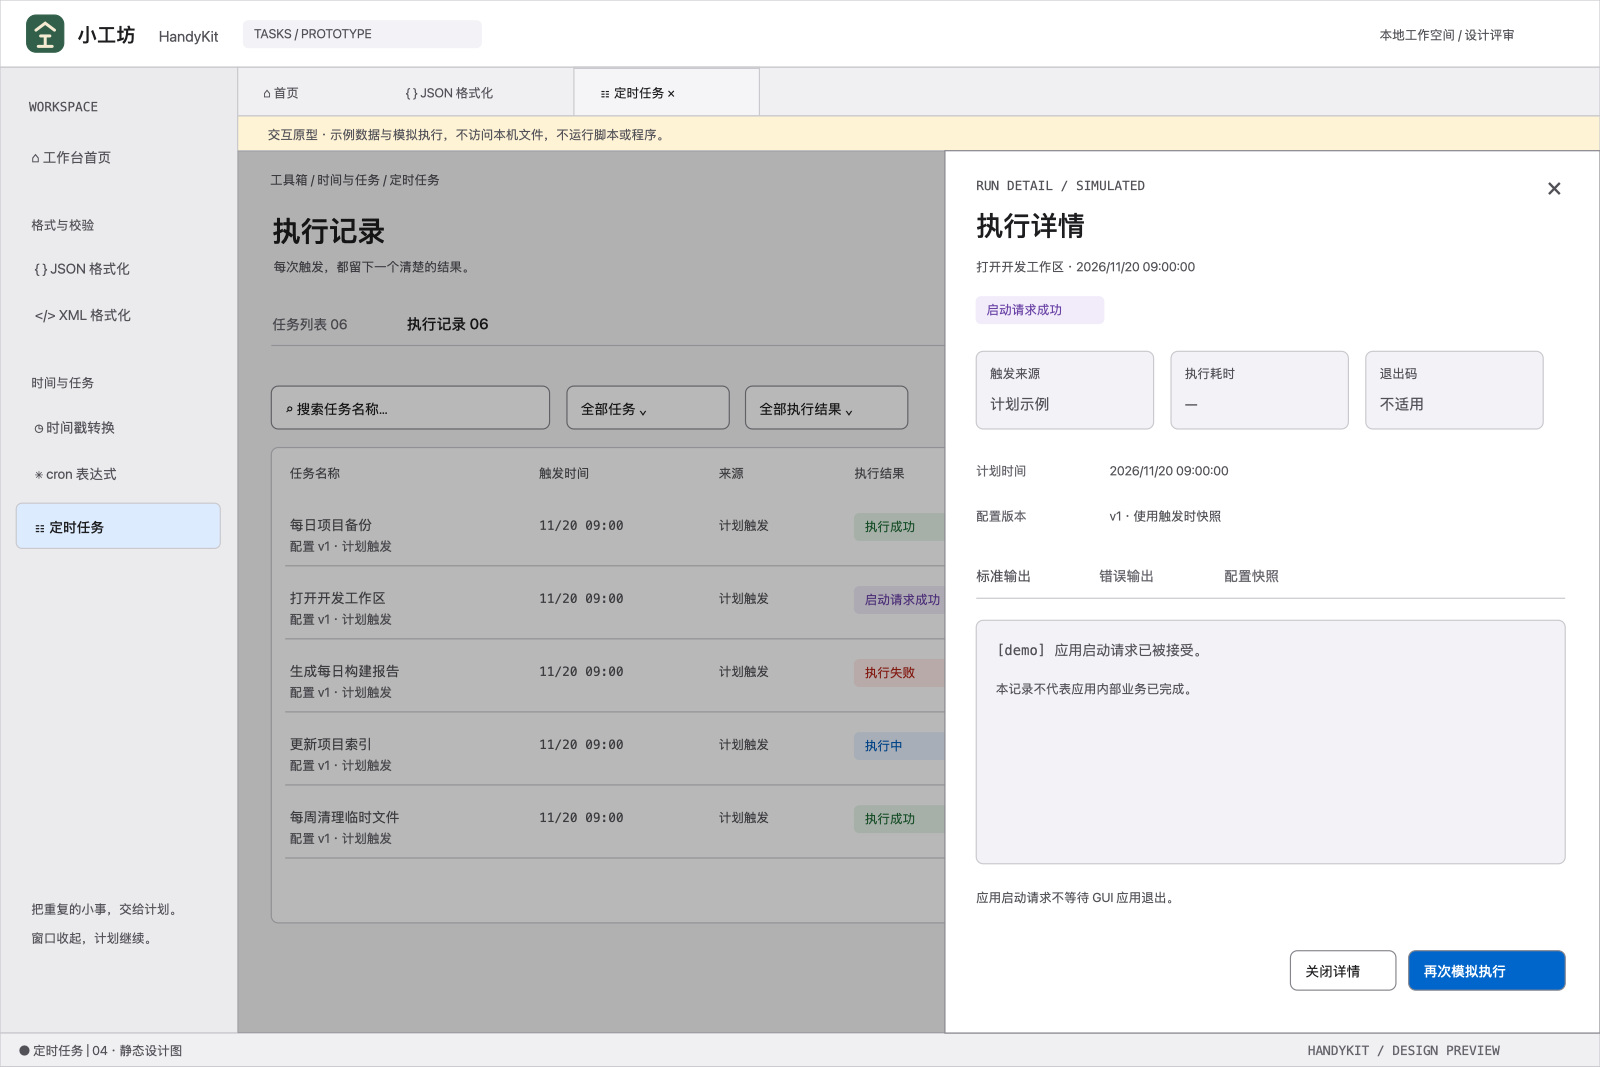 小工坊 HandyKit TASKS / PROTOTYPE 本地工作空间 / 设计评审
WORKSPACE
⌂ 工作台首页
格式与校验
{ } JSON 格式化
</> XML 格式化
时间与任务
◷ 时间戳转换
✳ cron 表达式
☷ 定时任务
把重复的小事，交给计划。
窗口收起，计划继续。
⌂ 首页 { } JSON 格式化 ☷ 定时任务 ×
交互原型 · 示例数据与模拟执行，不访问本机文件，不运行脚本或程序。
工具箱 / 时间与任务 / 定时任务
执行记录
每次触发，都留下一个清楚的结果。
任务列表 06 执行记录 06
⌕ 搜索任务名称… 全部任务 ⌄ 全部执行结果 ⌄
任务名称 触发时间 来源 执行结果
每日项目备份 11/20 09:00 计划触发 执行成功
配置 v1 · 计划触发
打开开发工作区 11/20 09:00 计划触发 启动请求成功
配置 v1 · 计划触发
生成每日构建报告 11/20 09:00 计划触发 执行失败
配置 v1 · 计划触发
更新项目索引 11/20 09:00 计划触发 执行中
配置 v1 · 计划触发
每周清理临时文件 11/20 09:00 计划触发 执行成功
配置 v1 · 计划触发
RUN DETAIL / SIMULATED ×
执行详情
打开开发工作区 · 2026/11/20 09:00:00
启动请求成功
触发来源 执行耗时 退出码
计划示例 — 不适用
计划时间 2026/11/20 09:00:00
配置版本 v1 · 使用触发时快照
标准输出 错误输出 配置快照
[demo] 应用启动请求已被接受。
本记录不代表应用内部业务已完成。
应用启动请求不等待 GUI 应用退出。
关闭详情 再次模拟执行
● 定时任务 | 04 · 静态设计图 HANDYKIT / DESIGN PREVIEW